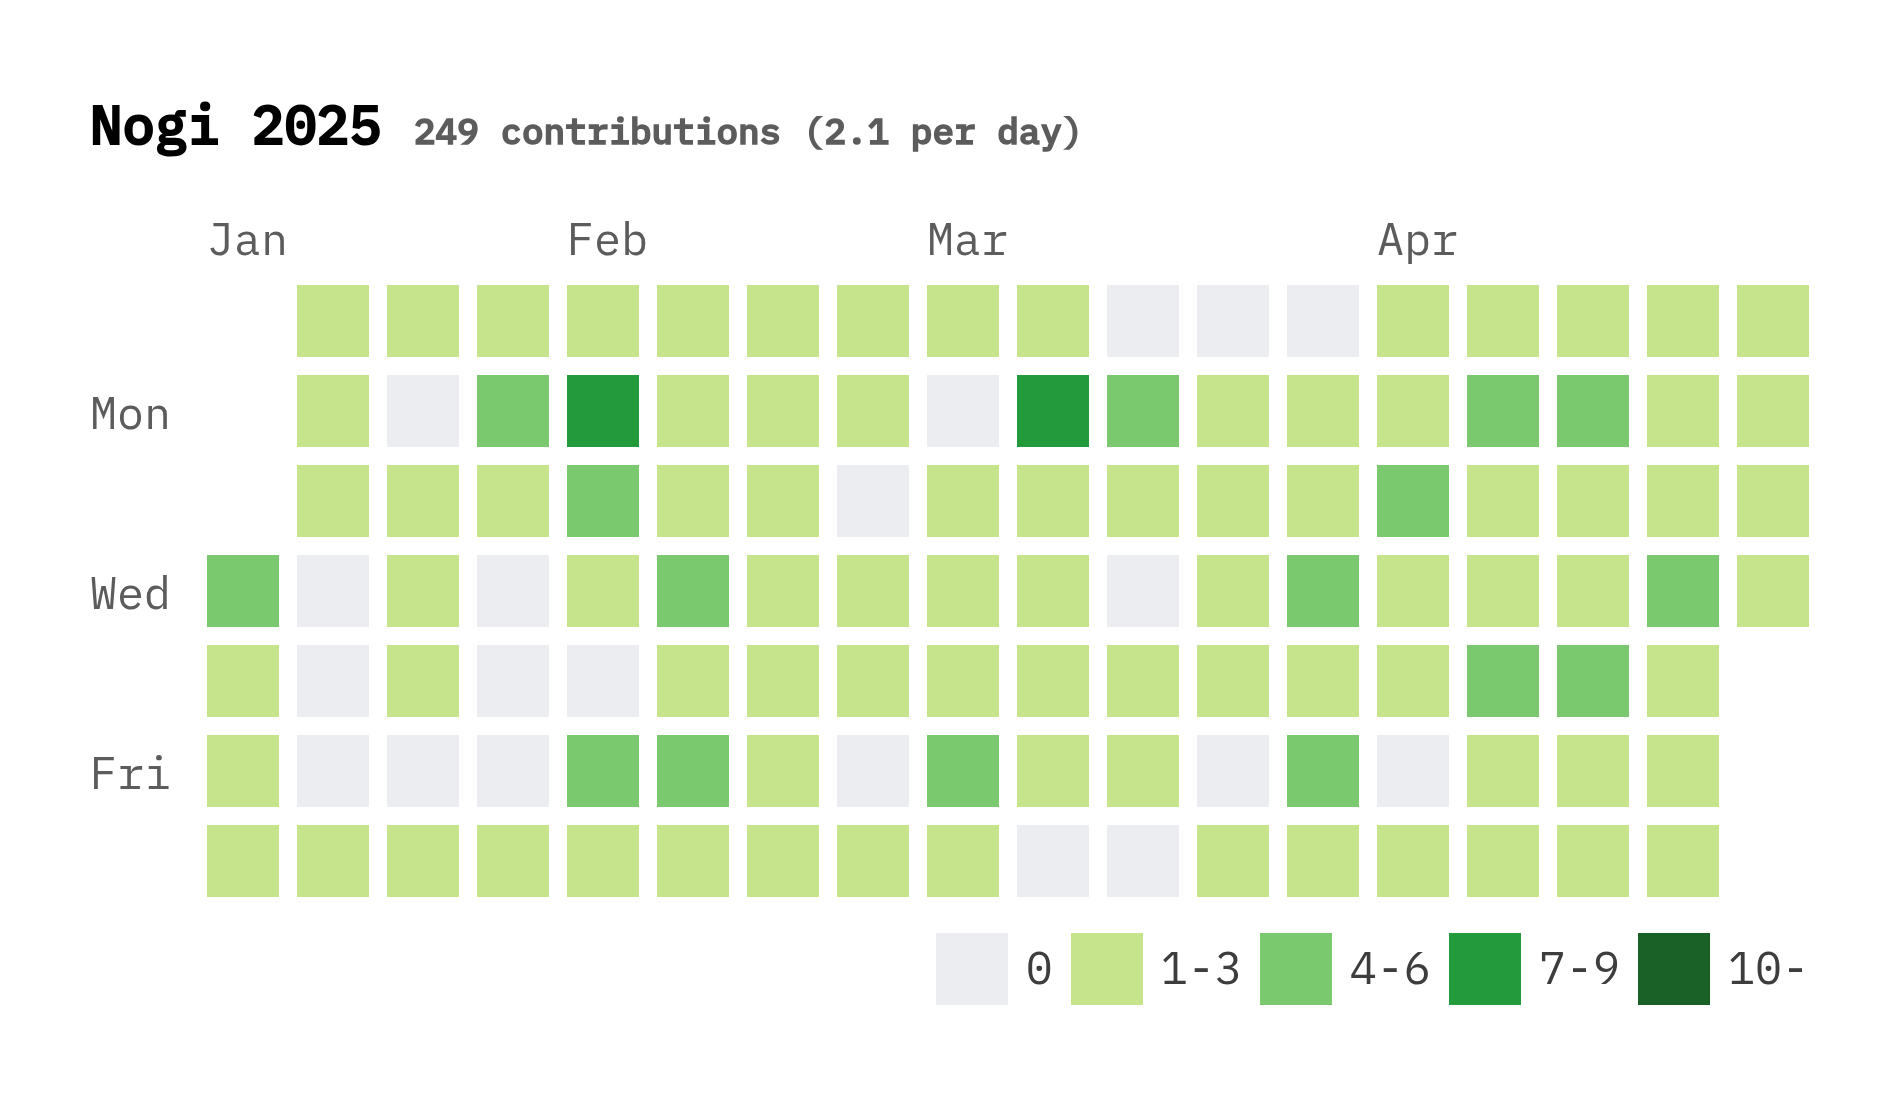 Nogi 2025 249 contributions (2.1 per day)
Jan Feb Mar Apr
Mon
Wed
Fri
0 1-3 4-6 7-9 10-